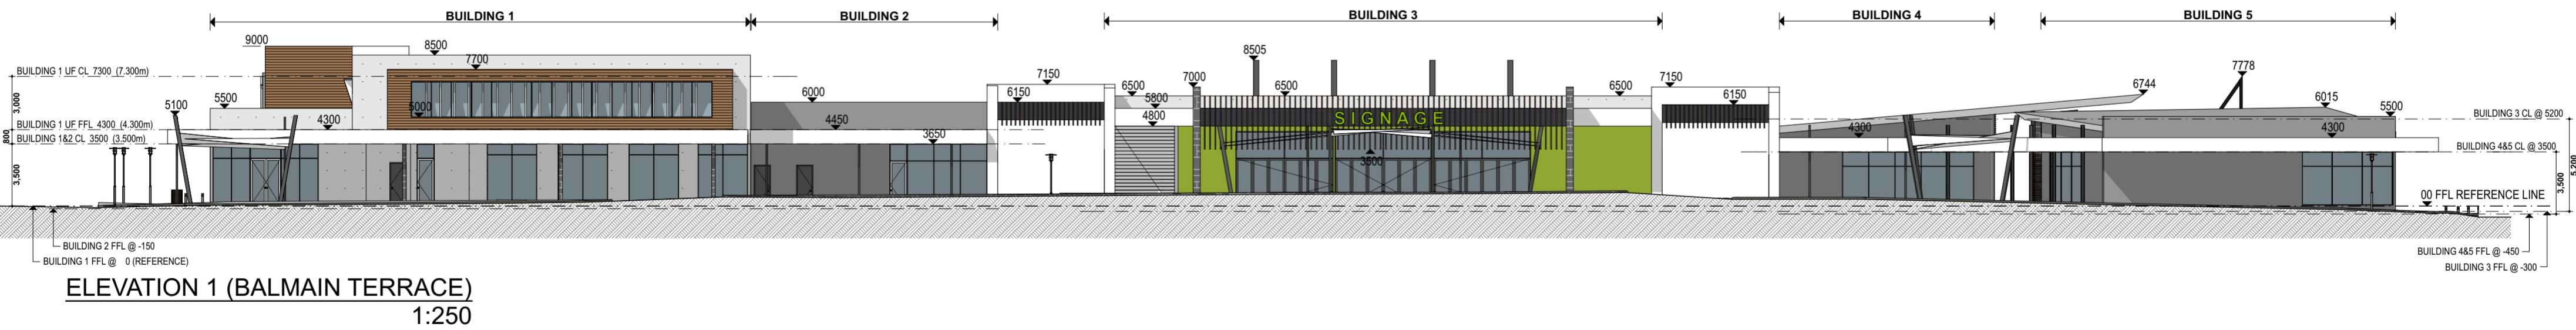 BUILDING 1
BUILDING 2
BUILDING 3
BUILDING 4
BUILDING 5
9000
8500
7700
BUILDING 1 UF CL 7300 (7.300m)
3,000
5100
5500
5000
4300
BUILDING 1 UF FFL 4300 (4.300m)
800
BUILDING 1&2 CL 3500 (3.500m)
3,500
6000
4450
3650
7150
6150
6500
5800
4800
7000
8505
6500
SIGNAGE
3600
6500
7150
6150
6744
4300
7778
6015
5500
4300
BUILDING 3 CL @ 5200
BUILDING 4&5 CL @ 3500
3,500
5,200
00 FFL REFERENCE LINE
BUILDING 2 FFL @ -150
BUILDING 1 FFL @ 0 (REFERENCE)
BUILDING 4&5 FFL @ -450
BUILDING 3 FFL @ -300
ELEVATION 1 (BALMAIN TERRACE)
1:250